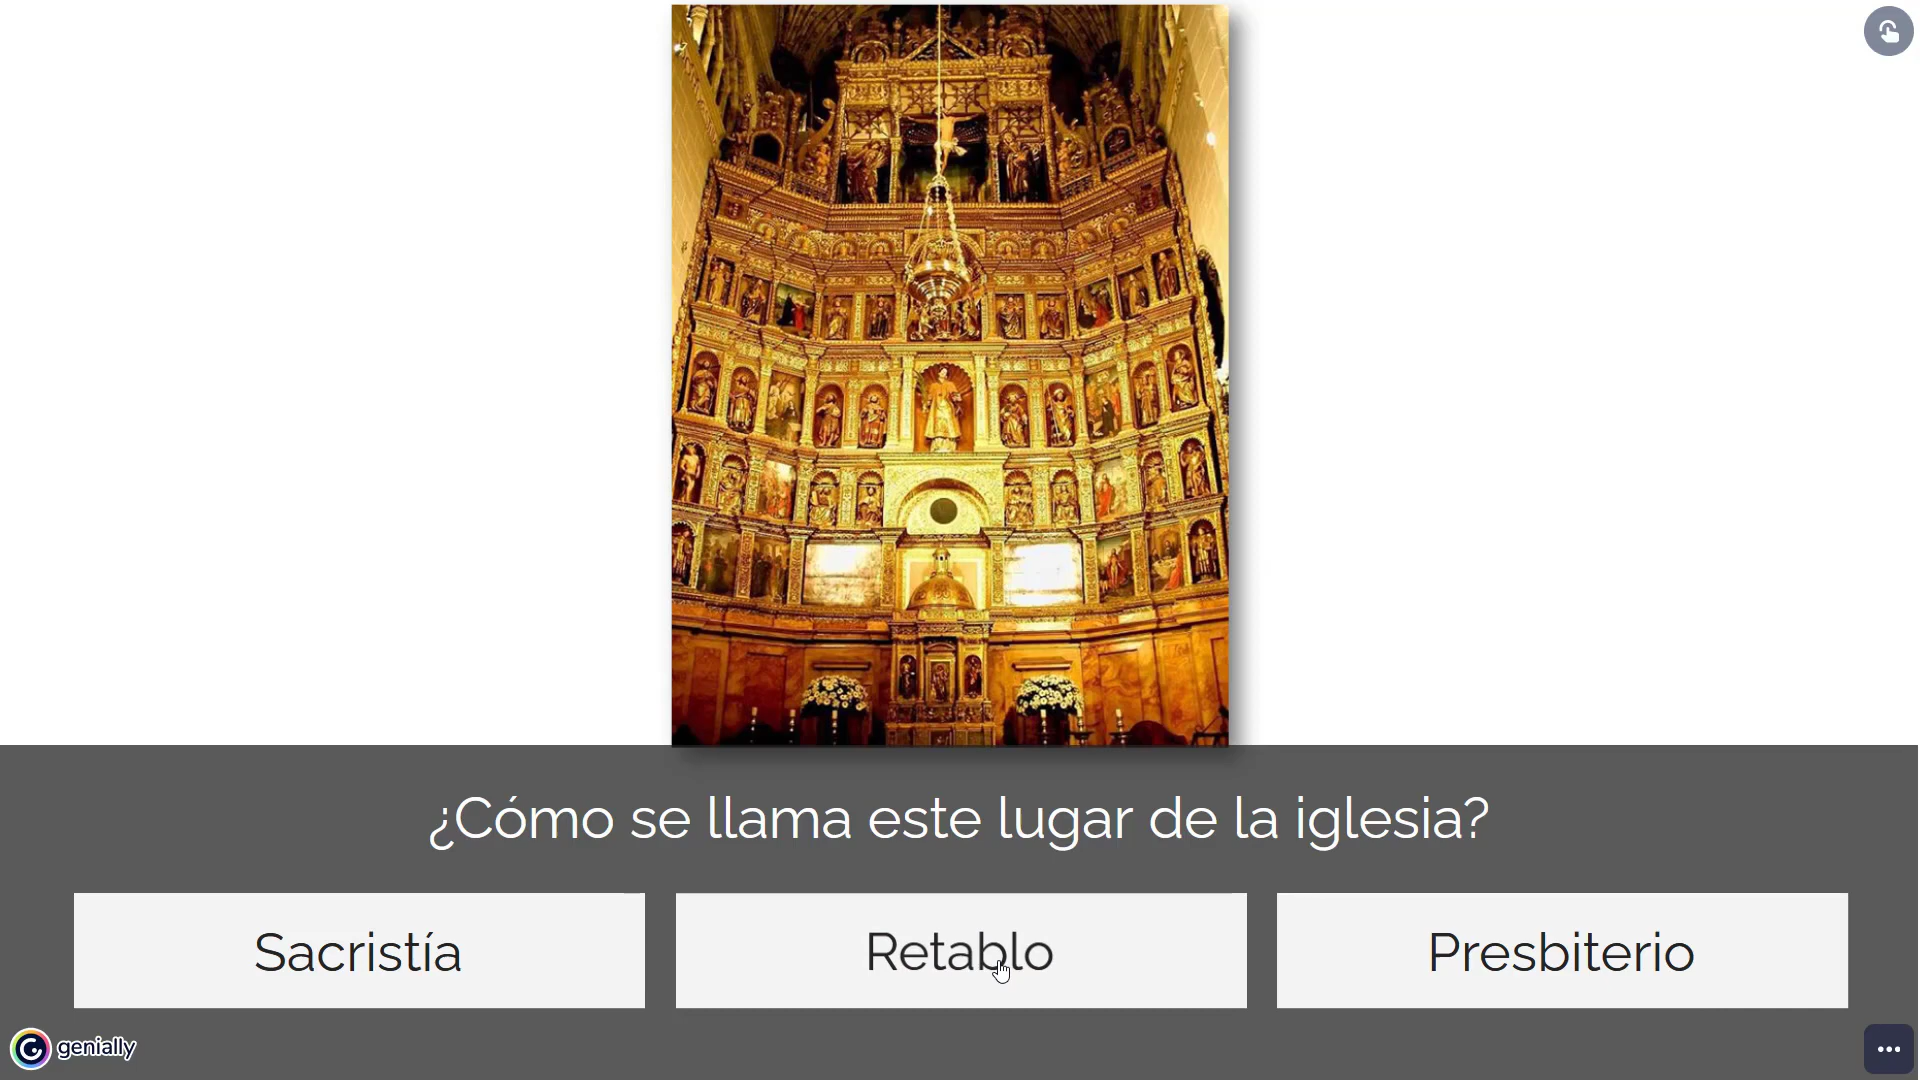 ¿Cómo se llama este lugar de la iglesia?
Sacristía
Retablo
Presbiterio
genially